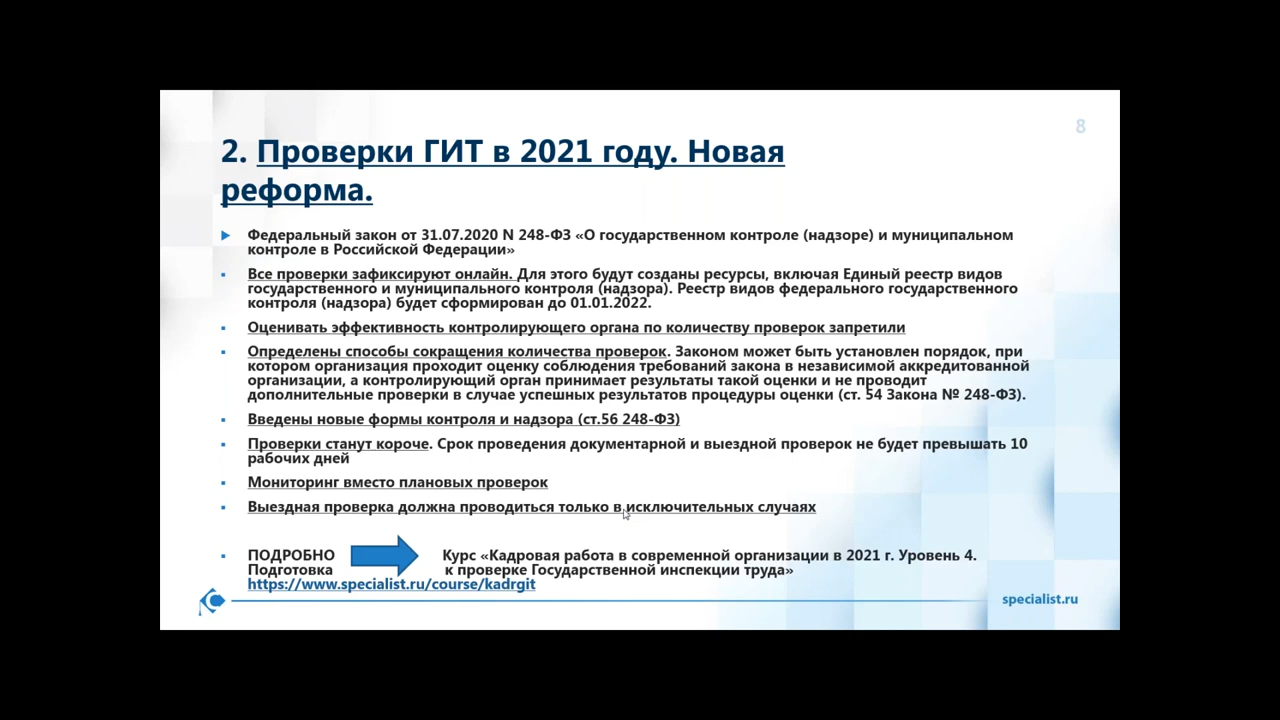 8
2. Проверки ГИТ в 2021 году. Новая
реформа.
Федеральный закон от 31.07.2020 N 248-ФЗ «О государственном контроле (надзоре) и муниципальном
контроле в Российской Федерации»
Все проверки зафиксируют онлайн. Для этого будут созданы ресурсы, включая Единый реестр видов
государственного и муниципального контроля (надзора). Реестр видов федерального государственного
контроля (надзора) будет сформирован до 01.01.2022.
Оценивать эффективность контролирующего органа по количеству проверок запретили
Определены способы сокращения количества проверок. Законом может быть установлен порядок, при
котором организация проходит оценку соблюдения требований закона в независимой аккредитованной
организации, а контролирующий орган принимает результаты такой оценки и не проводит
дополнительные проверки в случае успешных результатов процедуры оценки (ст. 54 Закона № 248-ФЗ).
Введены новые формы контроля и надзора (ст.56 248-ФЗ)
Проверки станут короче. Срок проведения документарной и выездной проверок не будет превышать 10
рабочих дней
Мониторинг вместо плановых проверок
Выездная проверка должна проводиться только в исключительных случаях
ПОДРОБНО Курс «Кадровая работа в современной организации в 2021 г. Уровень 4.
Подготовка к проверке Государственной инспекции труда»
https://www.specialist.ru/course/kadrgit
specialist.ru